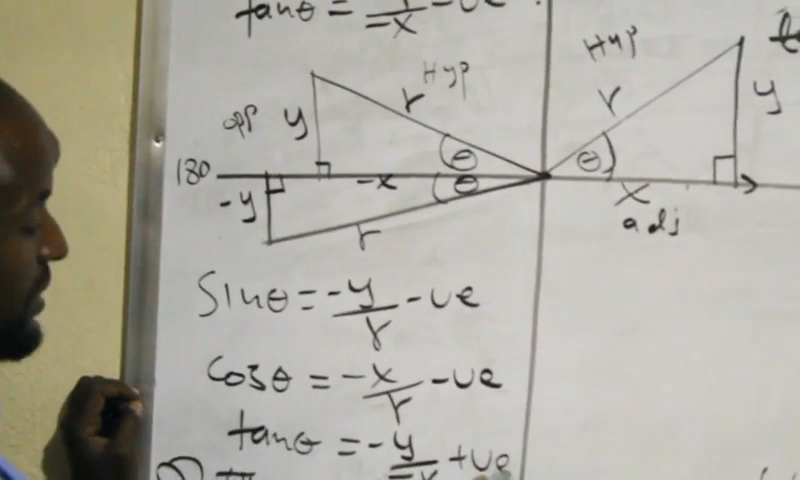 tanθ = y/-x -ve
Hyp
Hyp
r
r
opp y
y
θ
θ
180
-x
θ
x
-y
r
adj
Sinθ = -y/r -ve
Cosθ = -x/r -ve
tanθ = -y/-x +ve